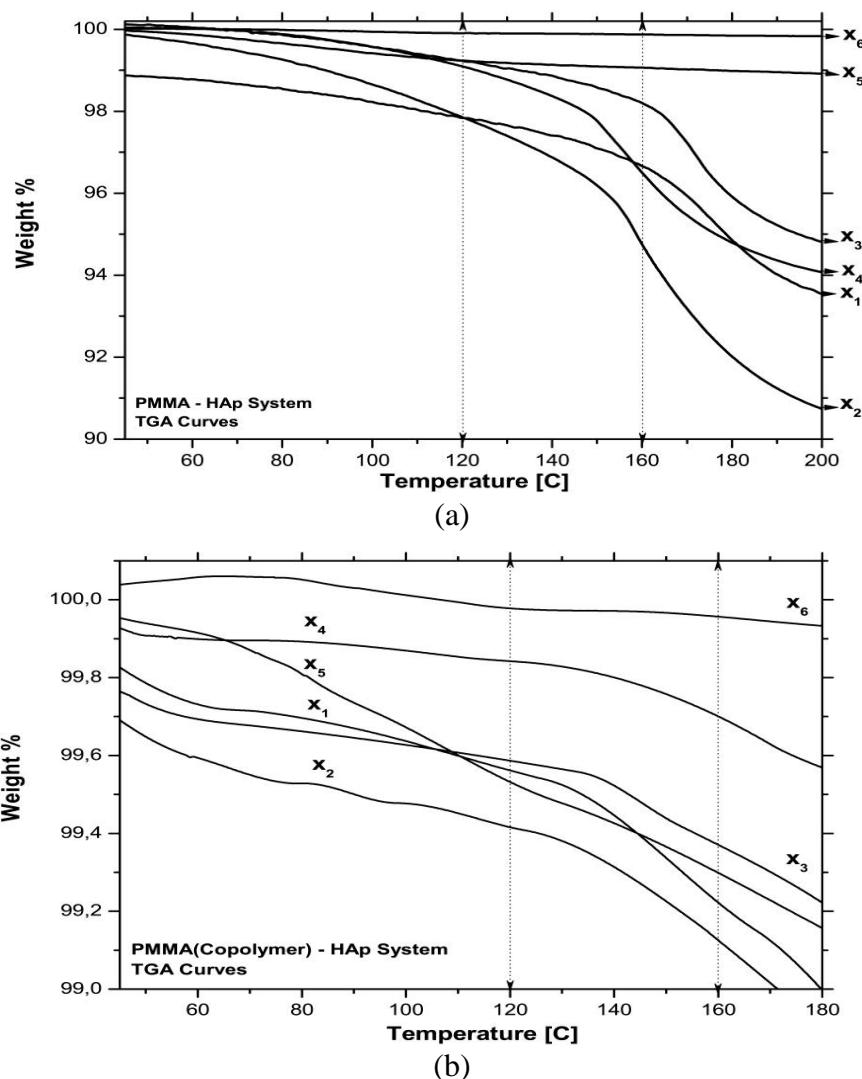 100
98
96
94
92
90
Weight %
60
80
100
120
140
160
180
200
Temperature [C]
PMMA - HAp System
TGA Curves
x6
x5
x3
x4
x1
x2
(a)
100,0
99,8
99,6
99,4
99,2
99,0
Weight %
60
80
100
120
140
160
180
Temperature [C]
PMMA(Copolymer) - HAp System
TGA Curves
x6
x4
x5
x1
x2
x3
(b)